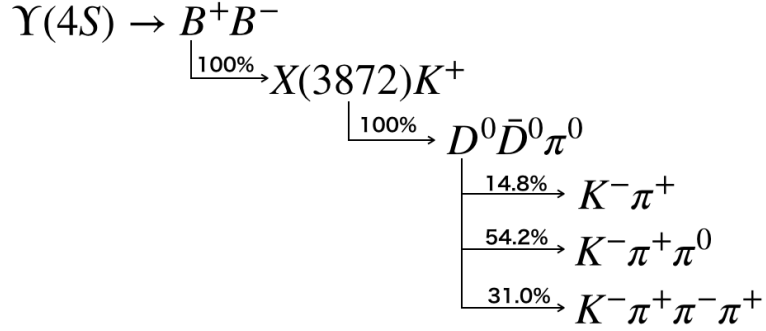 ϒ(4S) → B⁺B⁻
100% X(3872)K⁺
100% D⁰D̄⁰π⁰
14.8% K⁻π⁺
54.2% K⁻π⁺π⁰
31.0% K⁻π⁺π⁻π⁺